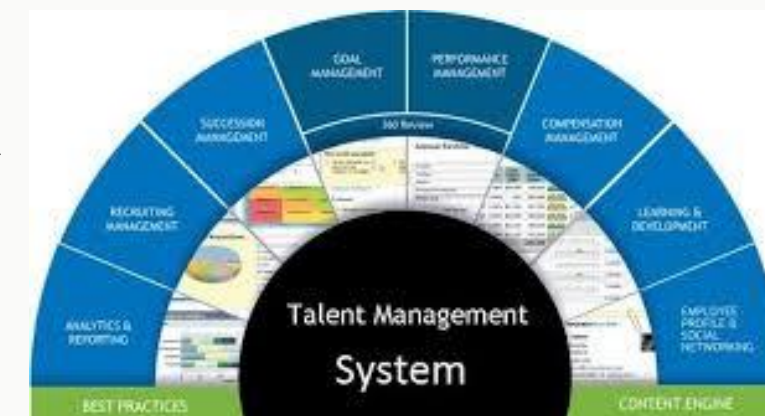 GOAL
MANAGEMENT
PERFORMANCE
MANAGEMENT
SUCCESSION
MANAGEMENT
360 Review
COMPENSATION
MANAGEMENT
RECRUITING
MANAGEMENT
LEARNING &
DEVELOPMENT
ANALYTICS &
REPORTING
Talent Management
System
EMPLOYEE
PROFILE &
SOCIAL
NETWORKING
BEST PRACTICES
CONTENT ENGINE